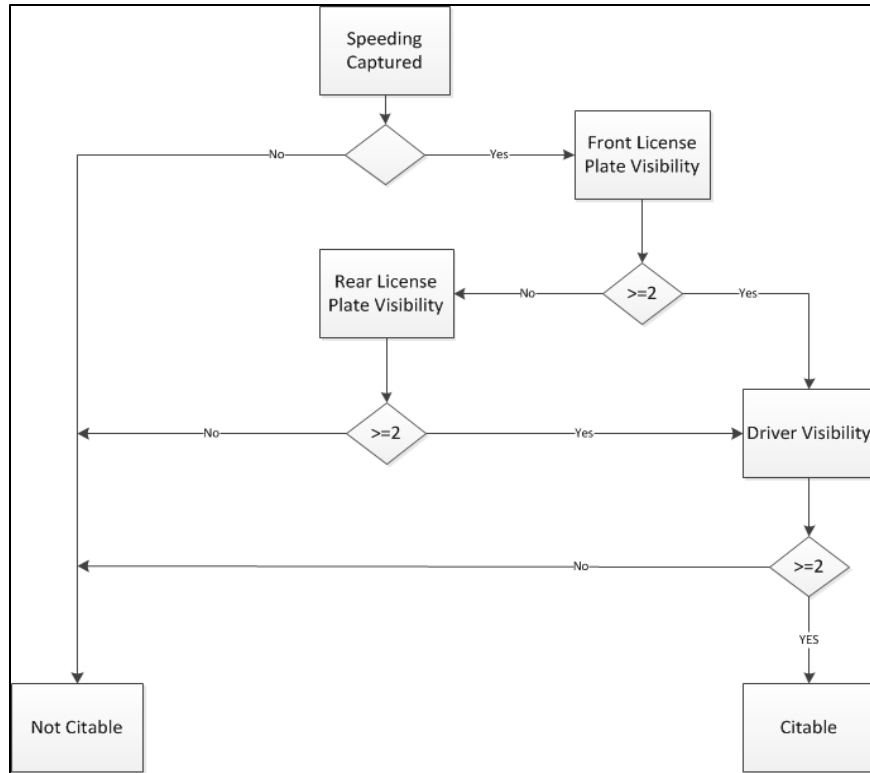 Speeding
Captured
No
Yes
Front License
Plate Visibility
Rear License
Plate Visibility
No
>=2
Yes
No
>=2
Yes
Driver Visibility
No
>=2
YES
Not Citable
Citable